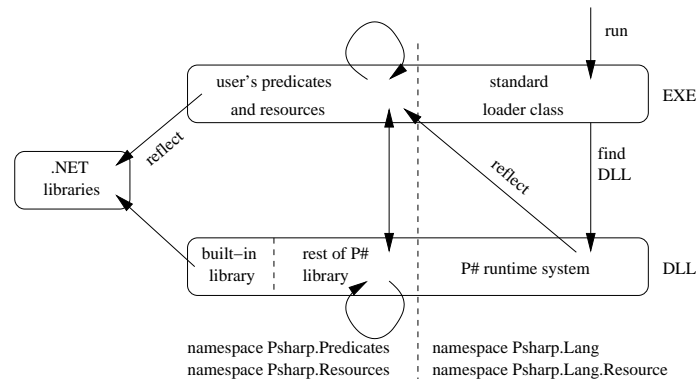 run
user's predicates
and resources
standard
loader class
EXE
reflect
.NET
libraries
reflect
find
DLL
built−in
library
rest of P#
library
P# runtime system
DLL
namespace Psharp.Predicates
namespace Psharp.Resources
namespace Psharp.Lang
namespace Psharp.Lang.Resource